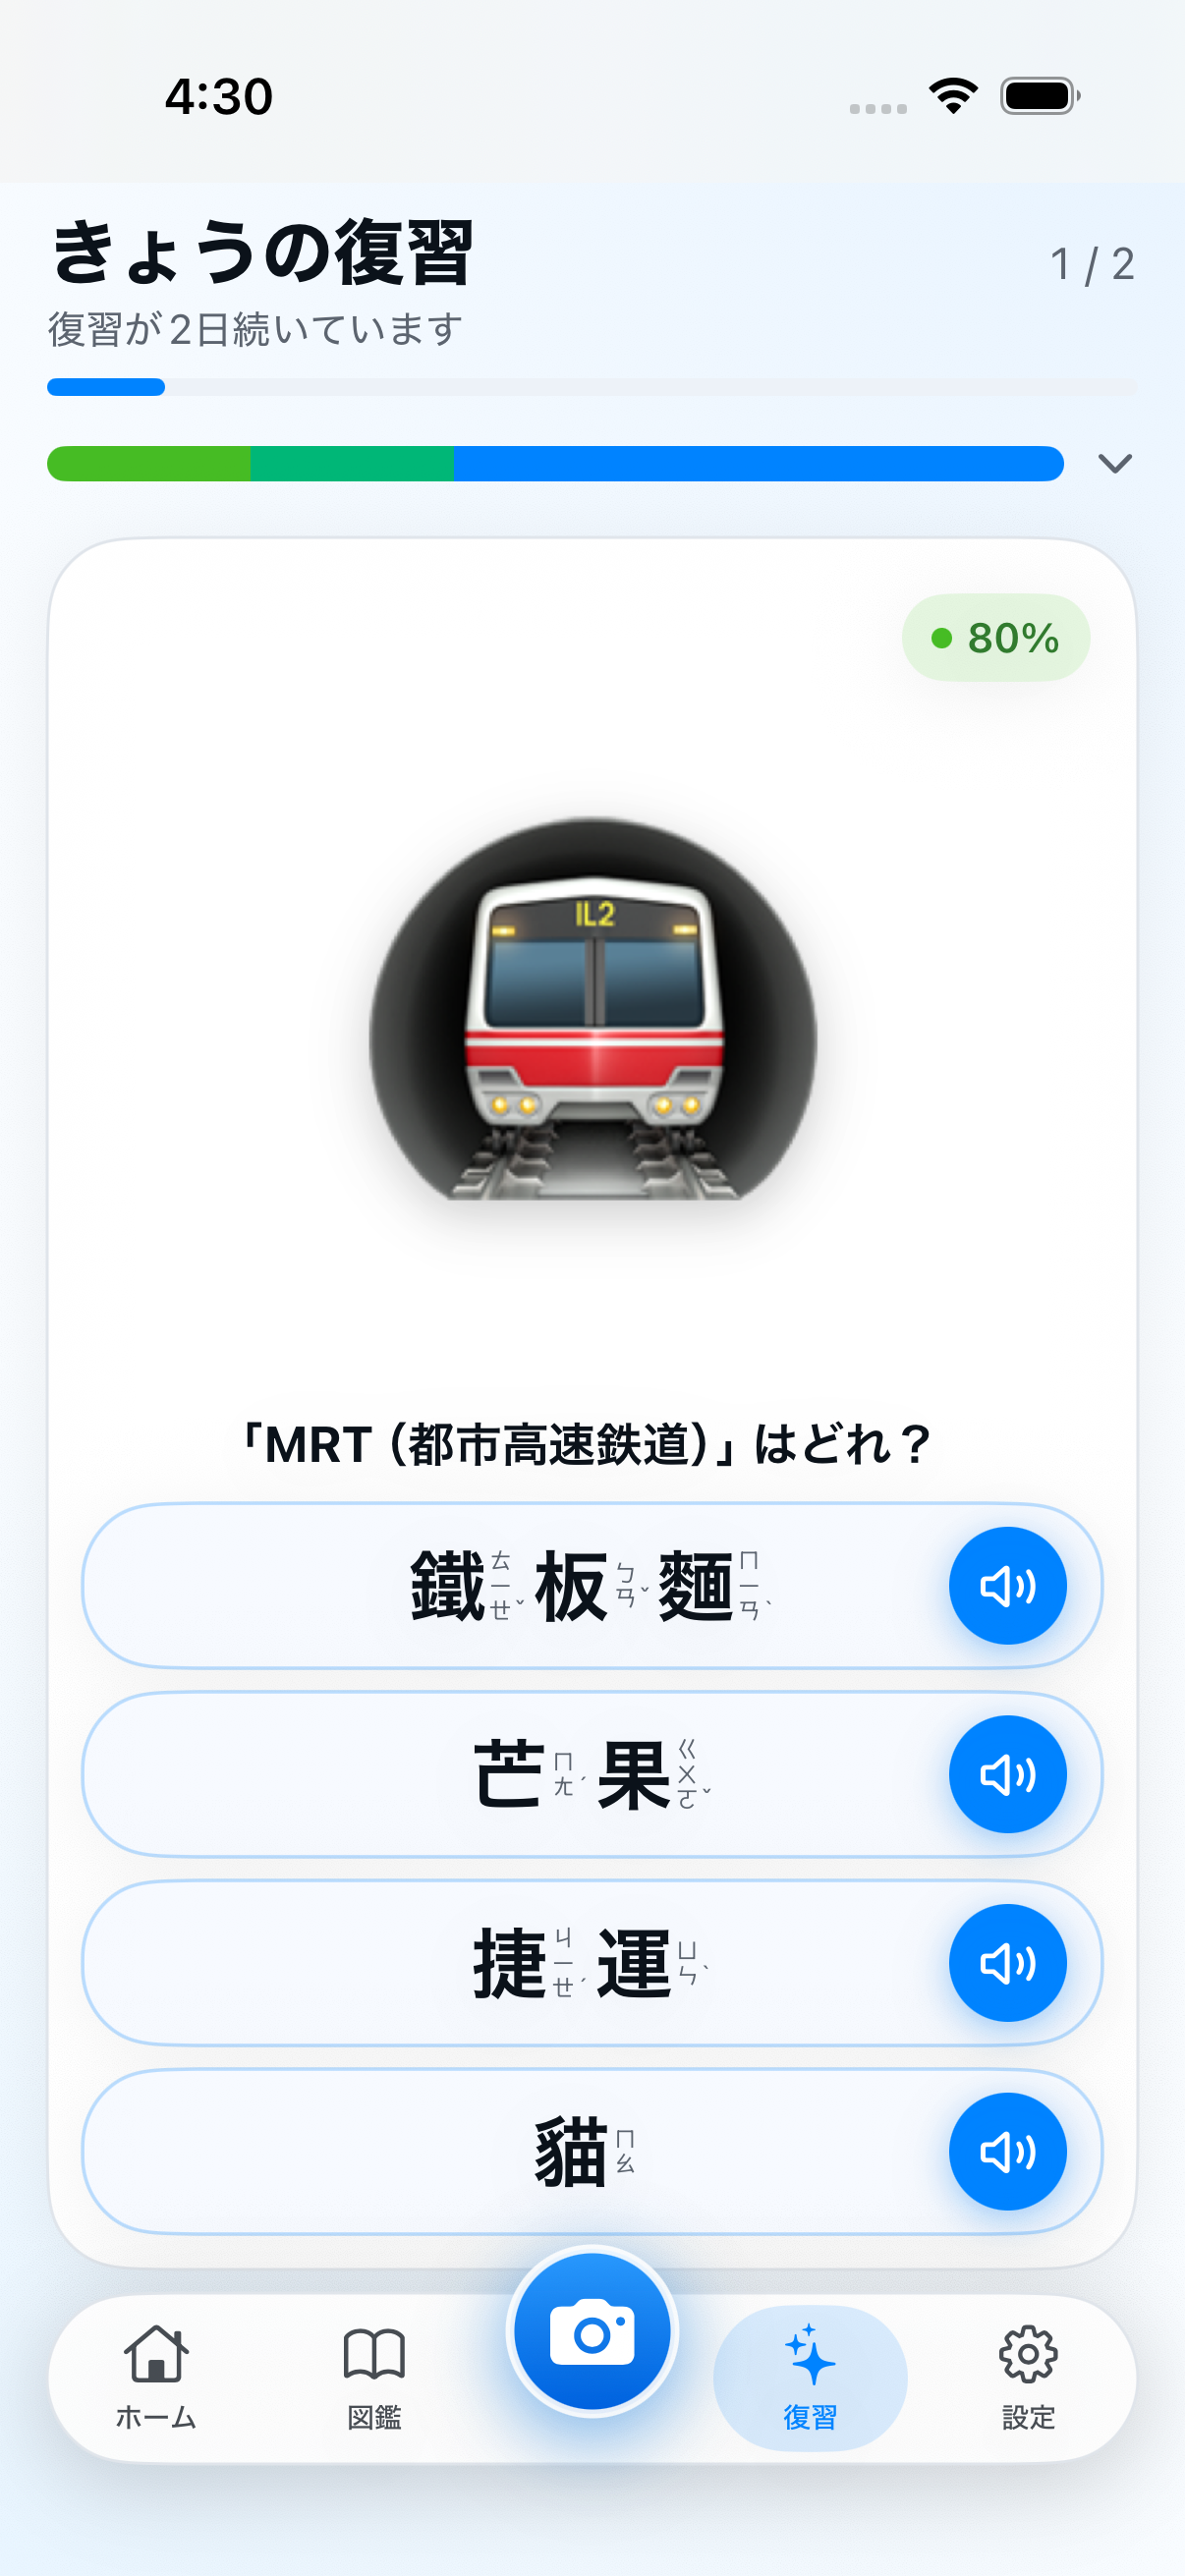 4:30
きょうの復習
1 / 2
復習が2日続いています
80%
IL2
「MRT（都市高速鉄道）」はどれ？
鐵ㄊㄧㄝˇ板ㄅㄢˇ麵ㄇㄧㄢˋ
芒ㄇㄤˊ果ㄍㄨㄛˇ
捷ㄐㄧㄝˊ運ㄩㄣˋ
貓ㄇㄠ
ホーム
図鑑
復習
設定